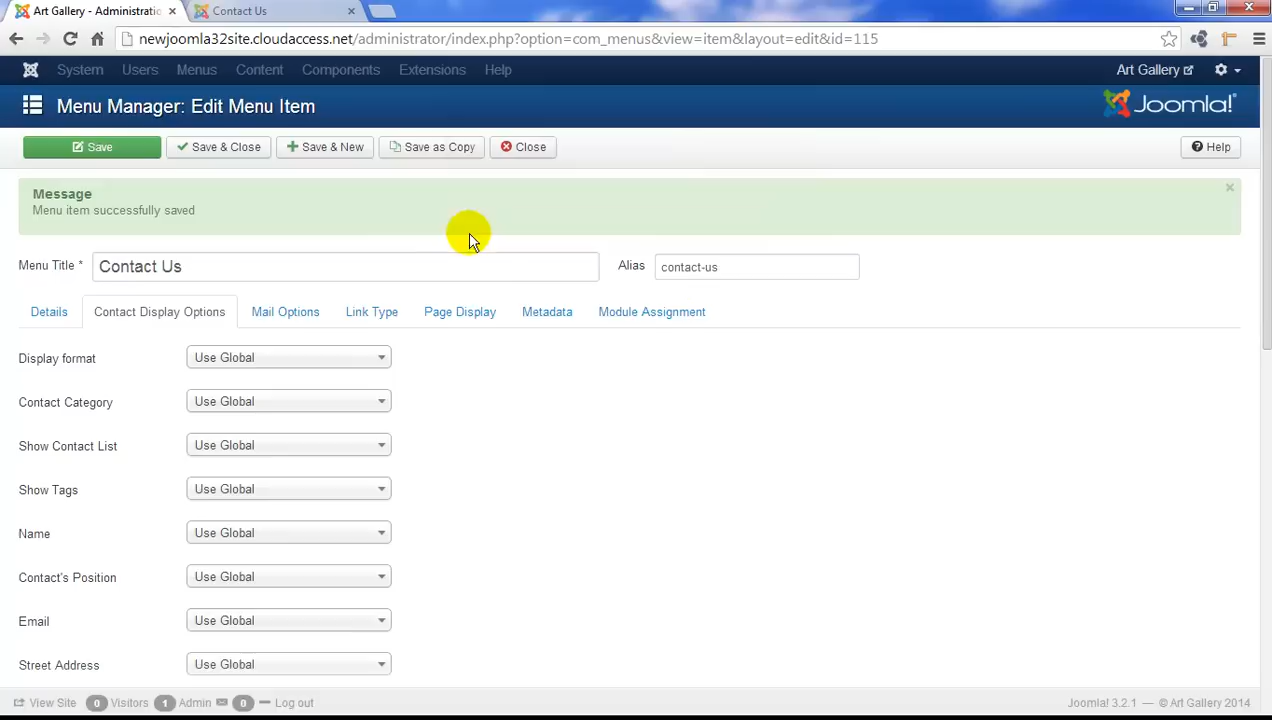 Art Gallery - Administratio
Contact Us
newjoomla32site.cloudaccess.net/administrator/index.php?option=com_menus&view=item&layout=edit&id=115
System Users Menus Content Components Extensions Help Art Gallery
Menu Manager: Edit Menu Item Joomla!®
Save Save & Close Save & New Save as Copy Close Help
Message
Menu item successfully saved
Menu Title * Contact Us Alias contact-us
Details Contact Display Options Mail Options Link Type Page Display Metadata Module Assignment
Display format Use Global
Contact Category Use Global
Show Contact List Use Global
Show Tags Use Global
Name Use Global
Contact's Position Use Global
Email Use Global
Street Address Use Global
View Site 0 Visitors 1 Admin 0 Log out Joomla! 3.2.1 — © Art Gallery 2014